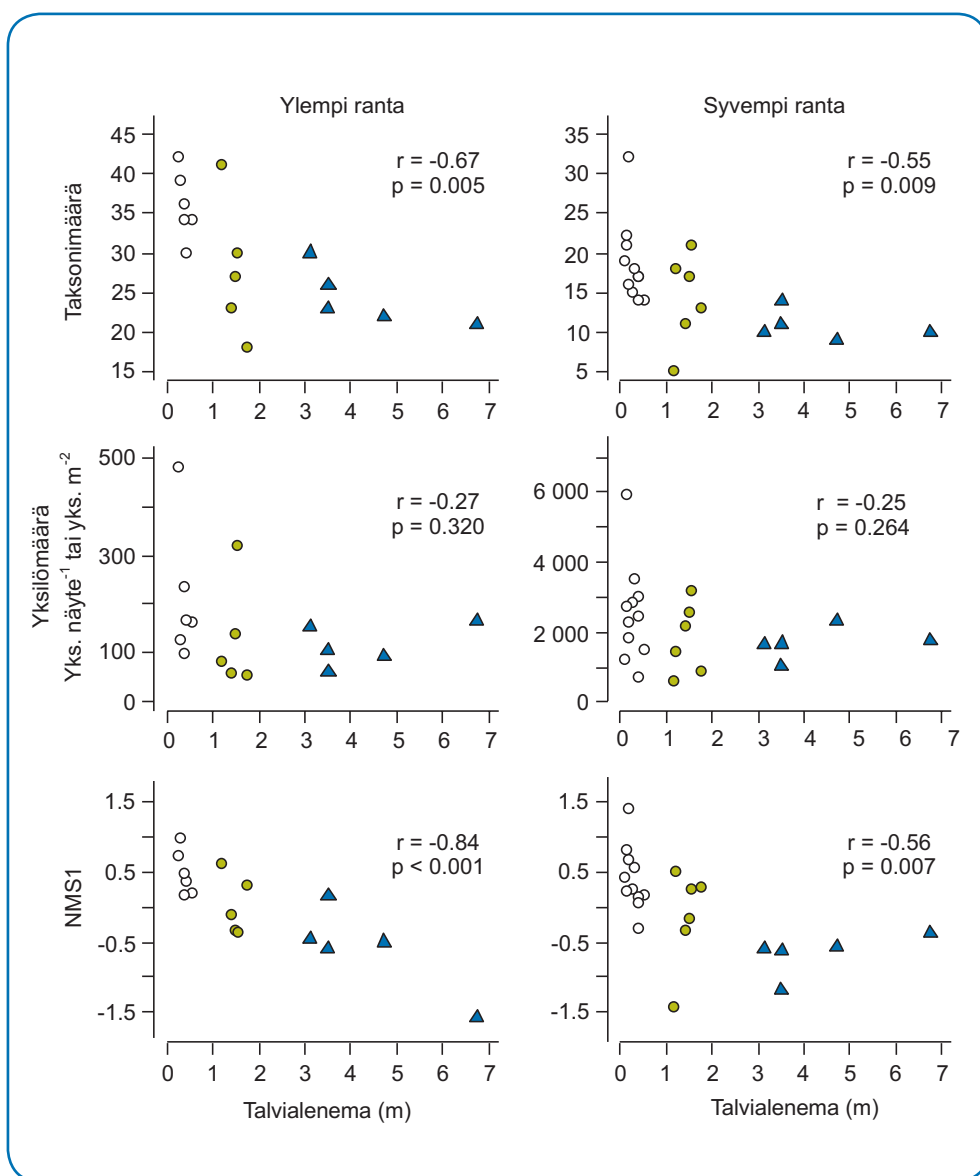 Ylempi ranta
Syvempi ranta
Taksonimäärä
45
40
35
30
25
20
15
r = -0.67
p = 0.005
0 1 2 3 4 5 6 7
35
30
25
20
15
10
5
r = -0.55
p = 0.009
0 1 2 3 4 5 6 7
Yksilömäärä
Yks. näyte⁻¹ tai yks. m⁻²
500
300
100
0
r = -0.27
p = 0.320
0 1 2 3 4 5 6 7
6 000
4 000
2 000
0
r = -0.25
p = 0.264
0 1 2 3 4 5 6 7
NMS1
1.5
0.5
-0.5
-1.5
r = -0.84
p < 0.001
0 1 2 3 4 5 6 7
Talvialenema (m)
1.5
0.5
-0.5
-1.5
r = -0.56
p = 0.007
0 1 2 3 4 5 6 7
Talvialenema (m)